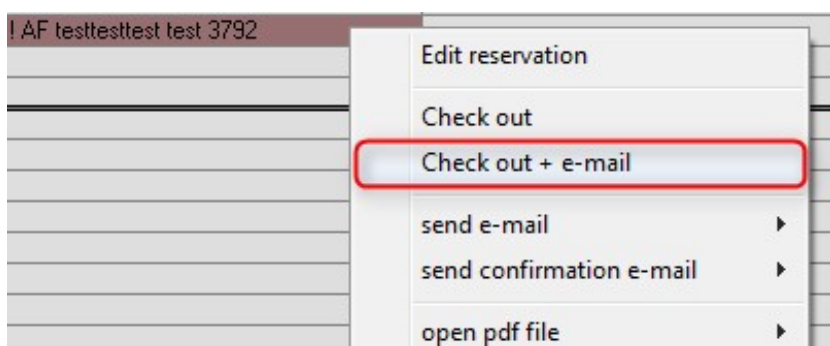 ! AF testtesttest test 3792
Edit reservation
Check out
Check out + e-mail
send e-mail
send confirmation e-mail
open pdf file